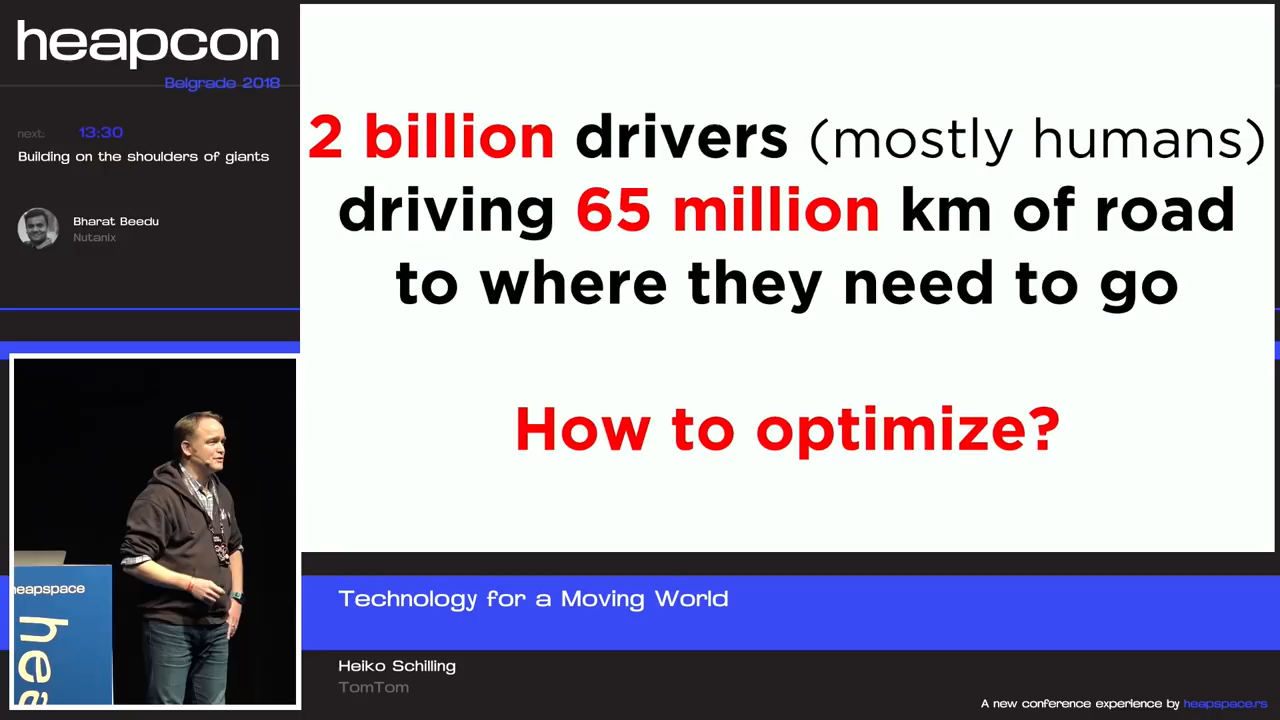 heapcon
Belgrade 2018
next: 13:30
Building on the shoulders of giants
Bharat Beedu
Nutanix
2 billion drivers (mostly humans)
driving 65 million km of road
to where they need to go
How to optimize?
heapspace
hea
Technology for a Moving World
Heiko Schilling
TomTom
A new conference experience by heapspace.rs